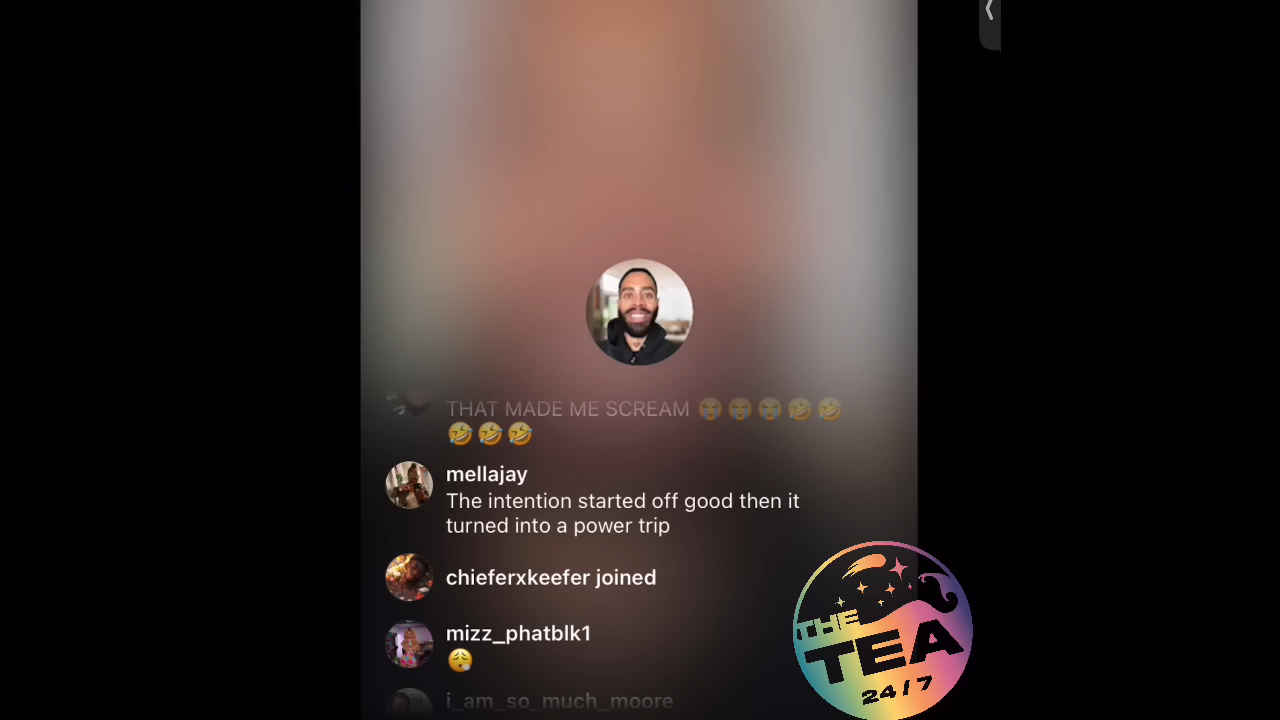 THAT MADE ME SCREAM 😭😭😭🤣🤣
🤣🤣🤣
mellajay
The intention started off good then it
turned into a power trip
chieferxkeefer joined
mizz_phatblk1
😮‍💨
i_am_so_much_moore
THE
TEA
24/7